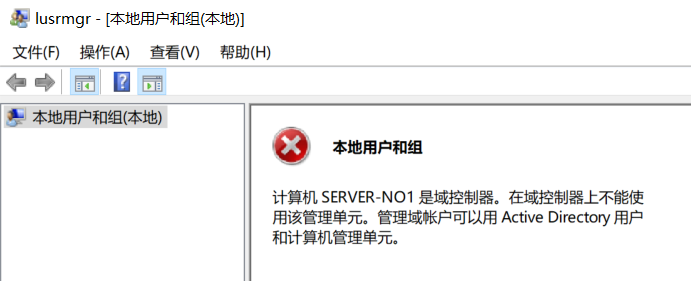 lusrmgr - [本地用户和组(本地)]
文件(F) 操作(A) 查看(V) 帮助(H)
本地用户和组(本地)
本地用户和组
计算机 SERVER-NO1 是域控制器。在域控制器上不能使
用该管理单元。管理域帐户可以用 Active Directory 用户
和计算机管理单元。